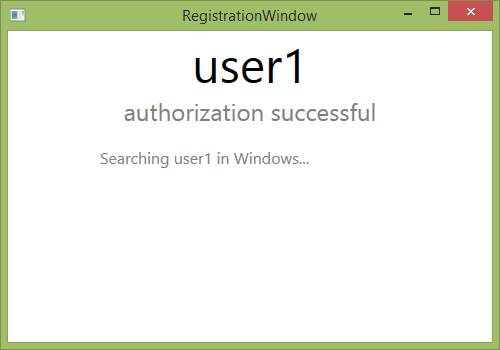 RegistrationWindow
user1
authorization successful
Searching user1 in Windows...